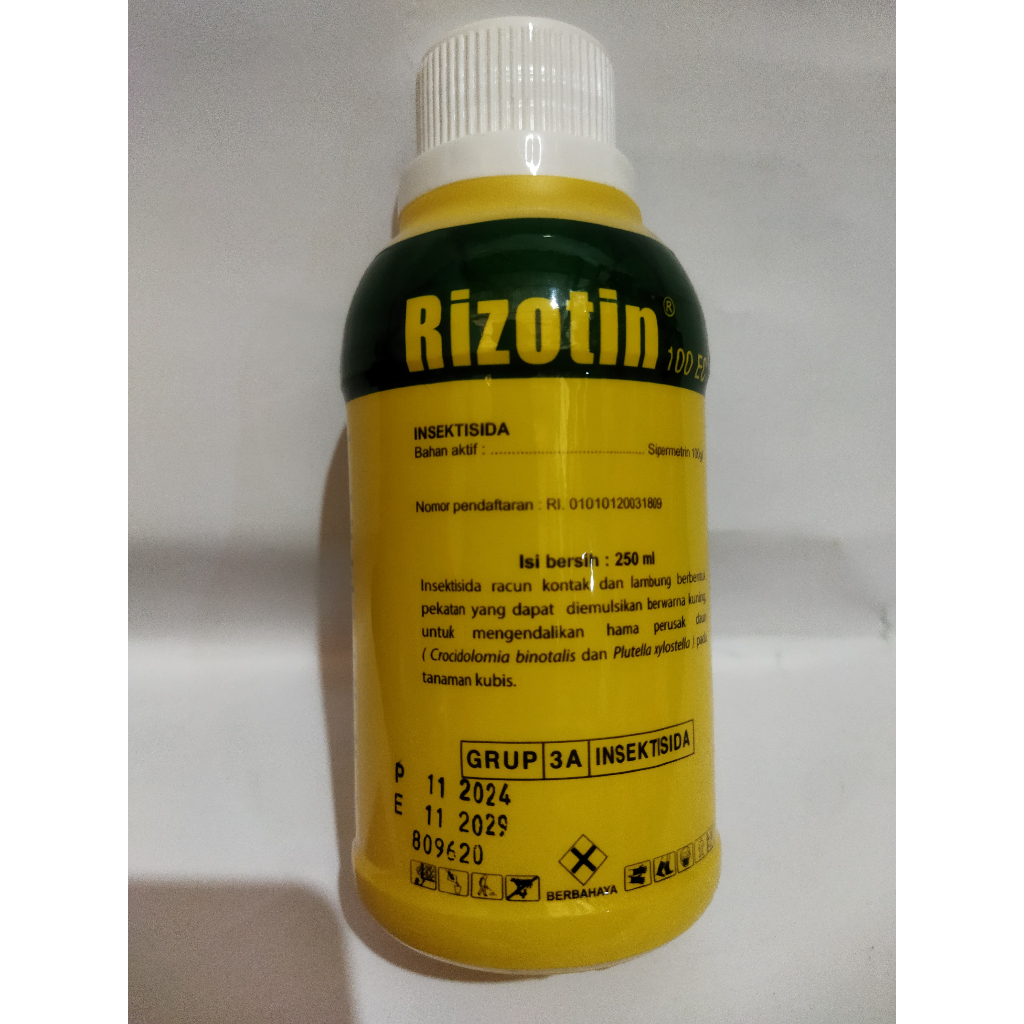 Rizotin®
100 EC
INSEKTISIDA
Bahan aktif : ............................................ Sipermetrin 100g/l
Nomor pendaftaran : RI. 01010120031809
Isi bersih : 250 ml
Insektisida racun kontak dan lambung berbentuk
pekatan yang dapat diemulsikan berwarna kuning,
untuk mengendalikan hama perusak daun
( Crocidolomia binotalis dan Plutella xylostella ) pada
tanaman kubis.
GRUP 3A INSEKTISIDA
P 11 2024
E 11 2029
809620
BERBAHAYA